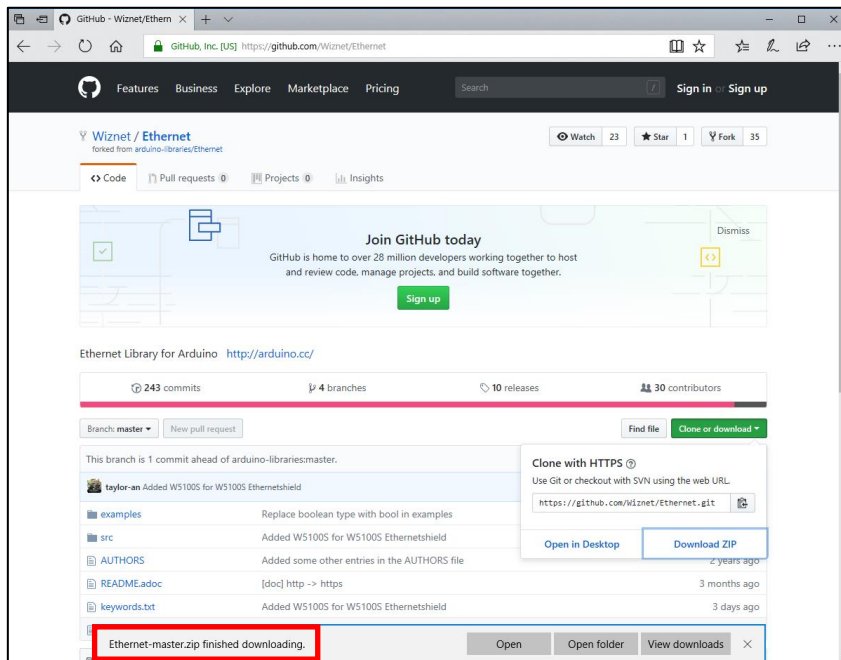 GitHub - Wiznet/Ethern
GitHub, Inc. [US] https://github.com/Wiznet/Ethernet
Features Business Explore Marketplace Pricing Search / Sign in or Sign up
Wiznet / Ethernet Watch 23 Star 1 Fork 35
forked from arduino-libraries/Ethernet
Code Pull requests 0 Projects 0 Insights
Join GitHub today
Dismiss
GitHub is home to over 28 million developers working together to host
and review code, manage projects, and build software together.
Sign up
Ethernet Library for Arduino http://arduino.cc/
243 commits 4 branches 10 releases 30 contributors
Branch: master New pull request Find file Clone or download
This branch is 1 commit ahead of arduino-libraries:master.
taylor-an Added W5100S for W5100S Ethernetshield
Clone with HTTPS
Use Git or checkout with SVN using the web URL.
https://github.com/Wiznet/Ethernet.git
Open in Desktop Download ZIP
examples Replace boolean type with bool in examples
src Added W5100S for W5100S Ethernetshield
AUTHORS Added some other entries in the AUTHORS file 2 years ago
README.adoc [doc] http -> https 3 months ago
keywords.txt Added W5100S for W5100S Ethernetshield 3 days ago
Ethernet-master.zip finished downloading. Open Open folder View downloads